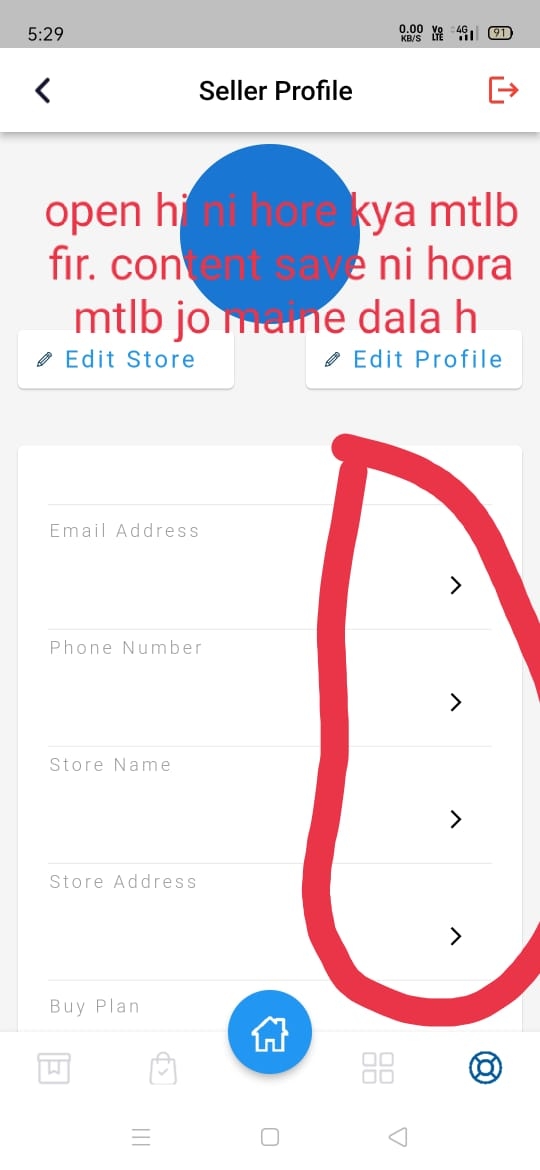 5:29
0.00 KB/S Vo LTE 4G 91
Seller Profile
open hi ni hore kya mtlb
fir. content save ni hora
mtlb jo maine dala h
Edit Store
Edit Profile
Email Address
Phone Number
Store Name
Store Address
Buy Plan